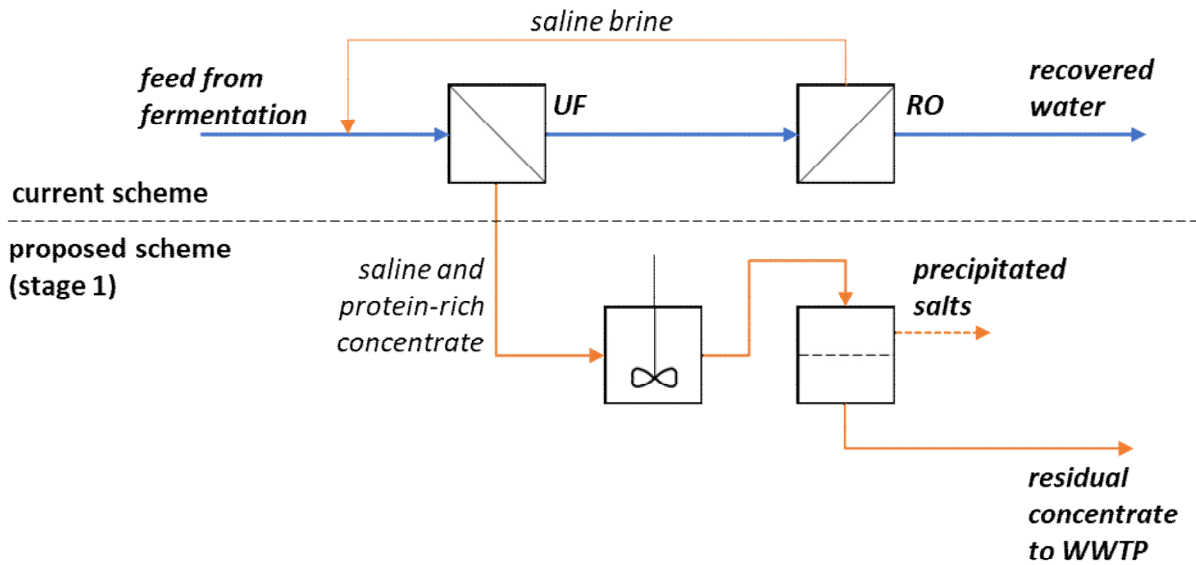 saline brine
feed from
fermentation
UF
RO
recovered
water
current scheme
proposed scheme
(stage 1)
saline and
protein-rich
concentrate
precipitated
salts
residual
concentrate
to WWTP